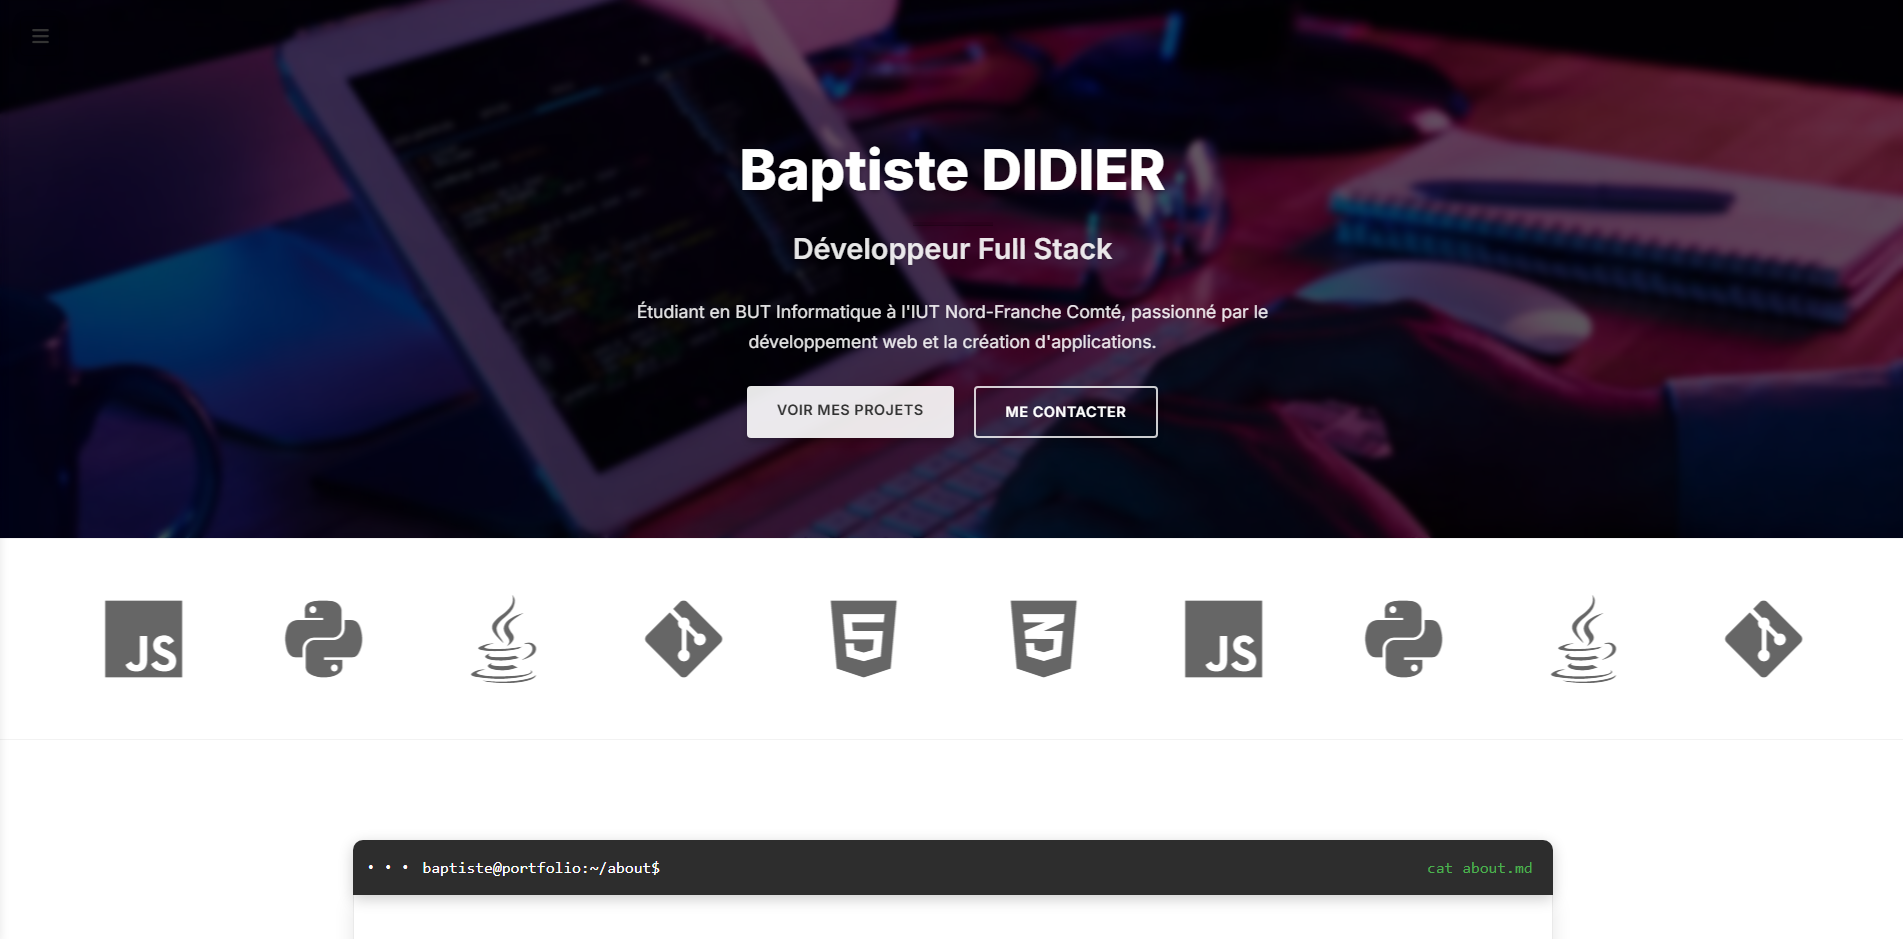 Baptiste DIDIER
Développeur Full Stack
Étudiant en BUT Informatique à l'IUT Nord-Franche Comté, passionné par le
développement web et la création d'applications.
VOIR MES PROJETS
ME CONTACTER
JS
5
3
JS
• • • baptiste@portfolio:~/about$
cat about.md